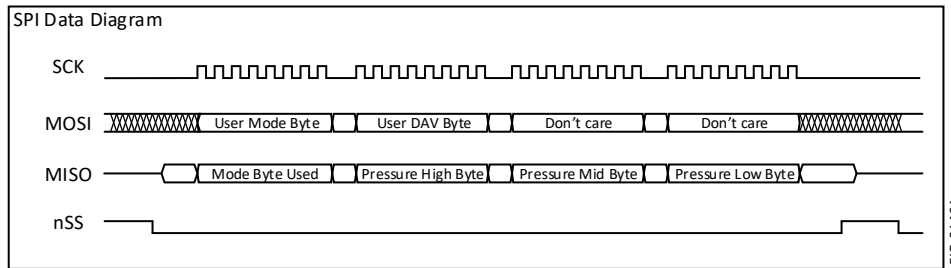 SPI Data Diagram
SCK
MOSI User Mode Byte User DAV Byte Don't care Don't care
MISO Mode Byte Used Pressure High Byte Pressure Mid Byte Pressure Low Byte
nSS